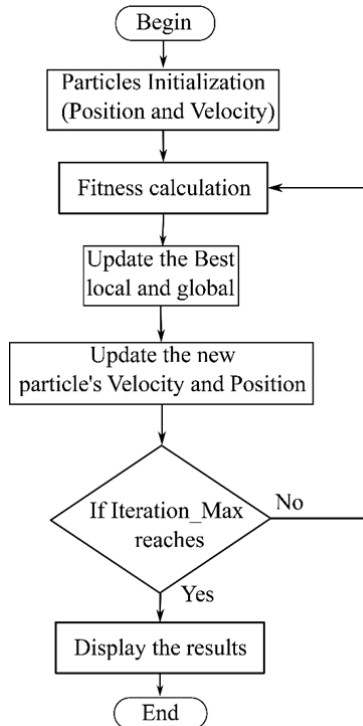 Begin
Particles Initialization
(Position and Velocity)
Fitness calculation
Update the Best
local and global
Update the new
particle's Velocity and Position
If Iteration_Max
reaches
No
Yes
Display the results
End